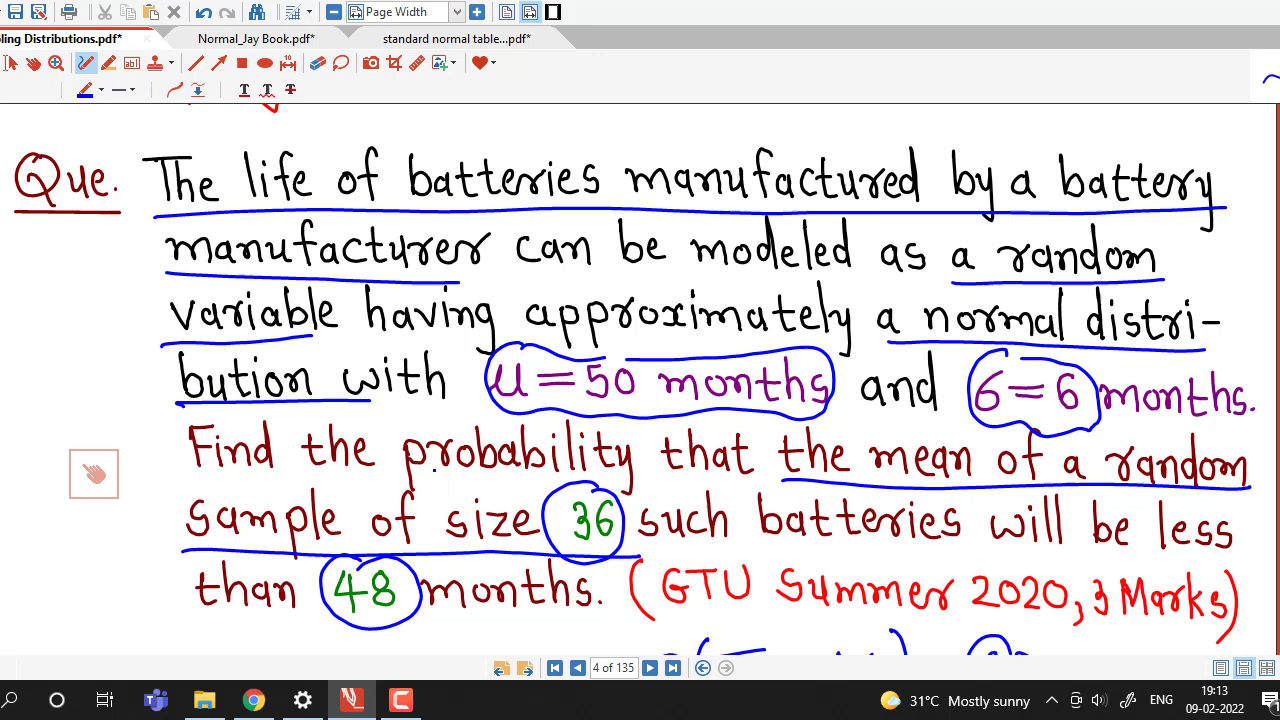 Page Width
ling Distributions.pdf*
Normal_Jay Book.pdf*
standard normal table...pdf*
Que. The life of batteries manufactured by a battery
manufacturer can be modeled as a random
variable having approximately a normal distri-
bution with μ=50 months and σ=6 months.
Find the probability that the mean of a random
sample of size 36 such batteries will be less
than 48 months. (GTU Summer 2020, 3 Marks)
4 of 135
31°C Mostly sunny
ENG
19:13
09-02-2022